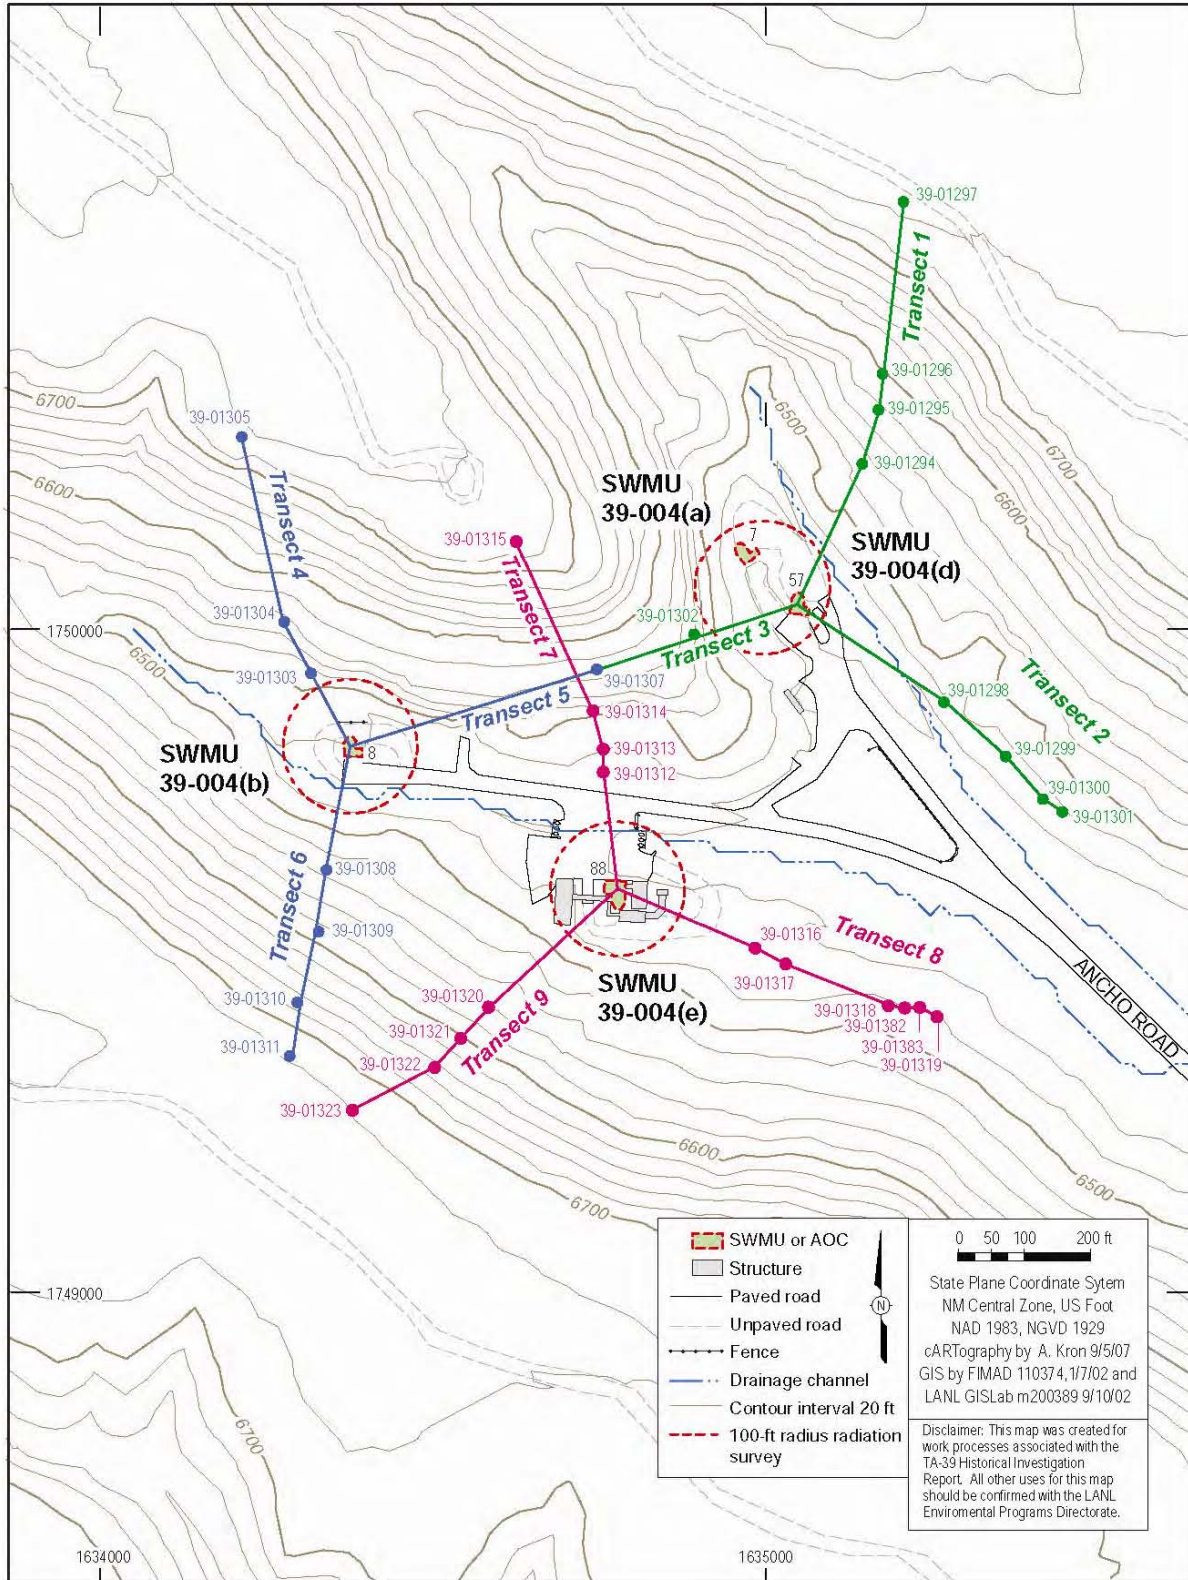 39-01297
Transect 1
39-01296
39-01295
39-01294
6700
6700
6600
6500
39-01305
6600
Transect 4
SWMU
39-004(a)
7
SWMU
39-004(d)
57
39-01315
Transect 7
39-01304
39-01302
Transect 3
1750000
6500
39-01303
39-01307
Transect 5
39-01298
Transect 2
39-01314
39-01299
39-01313
39-01312
39-01300
39-01301
SWMU
39-004(b)
8
Transect 6
39-01308
88
39-01309
39-01316
Transect 8
39-01317
SWMU
39-004(e)
39-01310
39-01320
39-01318
39-01382
39-01383
39-01319
ANCHO ROAD
39-01311
39-01321
39-01322
Transect 9
39-01323
6600
6500
6700
SWMU or AOC
Structure
Paved road
Unpaved road
Fence
Drainage channel
Contour interval 20 ft
100-ft radius radiation
survey
N
0 50 100 200 ft
State Plane Coordinate Sytem
NM Central Zone, US Foot
NAD 1983, NGVD 1929
cARTography by A. Kron 9/5/07
GIS by FIMAD 110374,1/7/02 and
LANL GISLab m200389 9/10/02
Disclaimer: This map was created for
work processes associated with the
TA-39 Historical Investigation
Report. All other uses for this map
should be confirmed with the LANL
Enviromental Programs Directorate.
1749000
6700
1634000
1635000